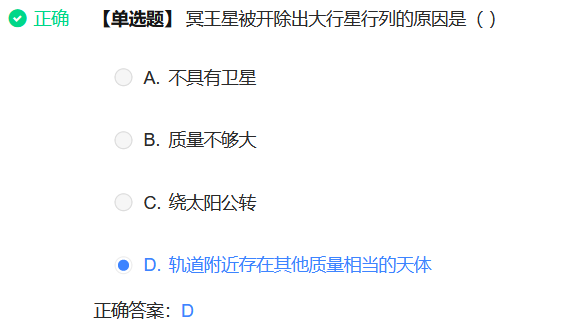 正确 【单选题】 冥王星被开除出大行星行列的原因是（ ）
A. 不具有卫星
B. 质量不够大
C. 绕太阳公转
D. 轨道附近存在其他质量相当的天体
正确答案：D